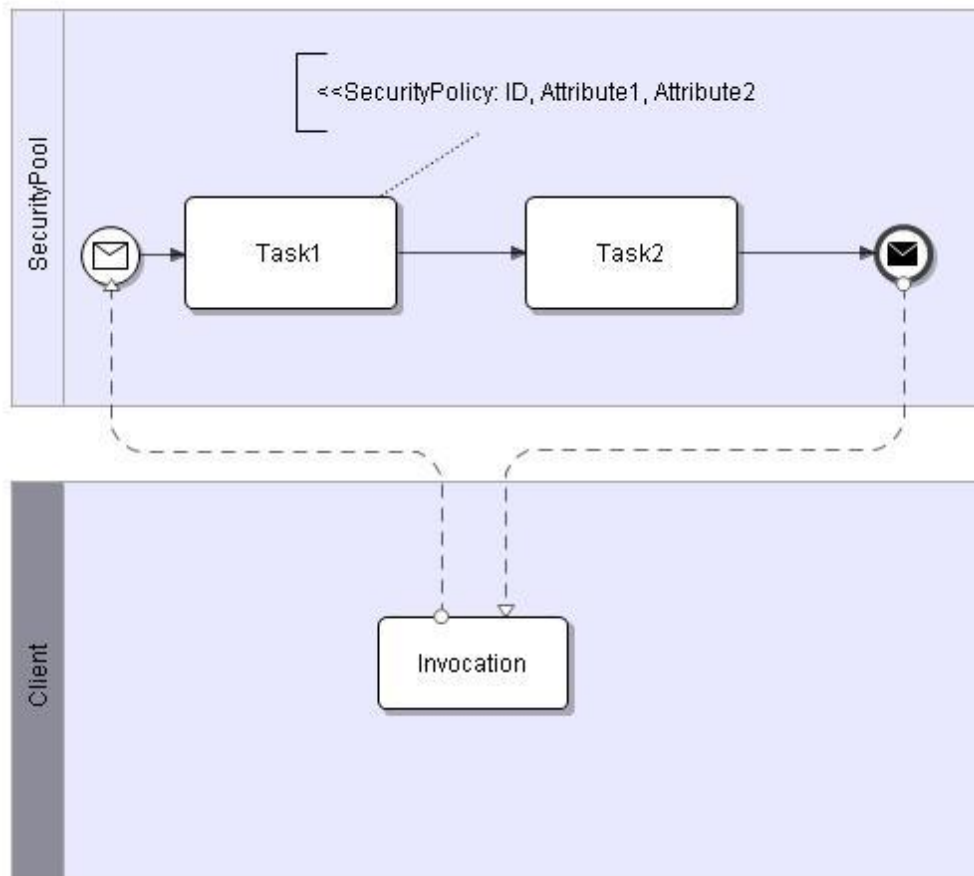 SecurityPool
<<SecurityPolicy: ID, Attribute1, Attribute2
Task1
Task2
Client
Invocation